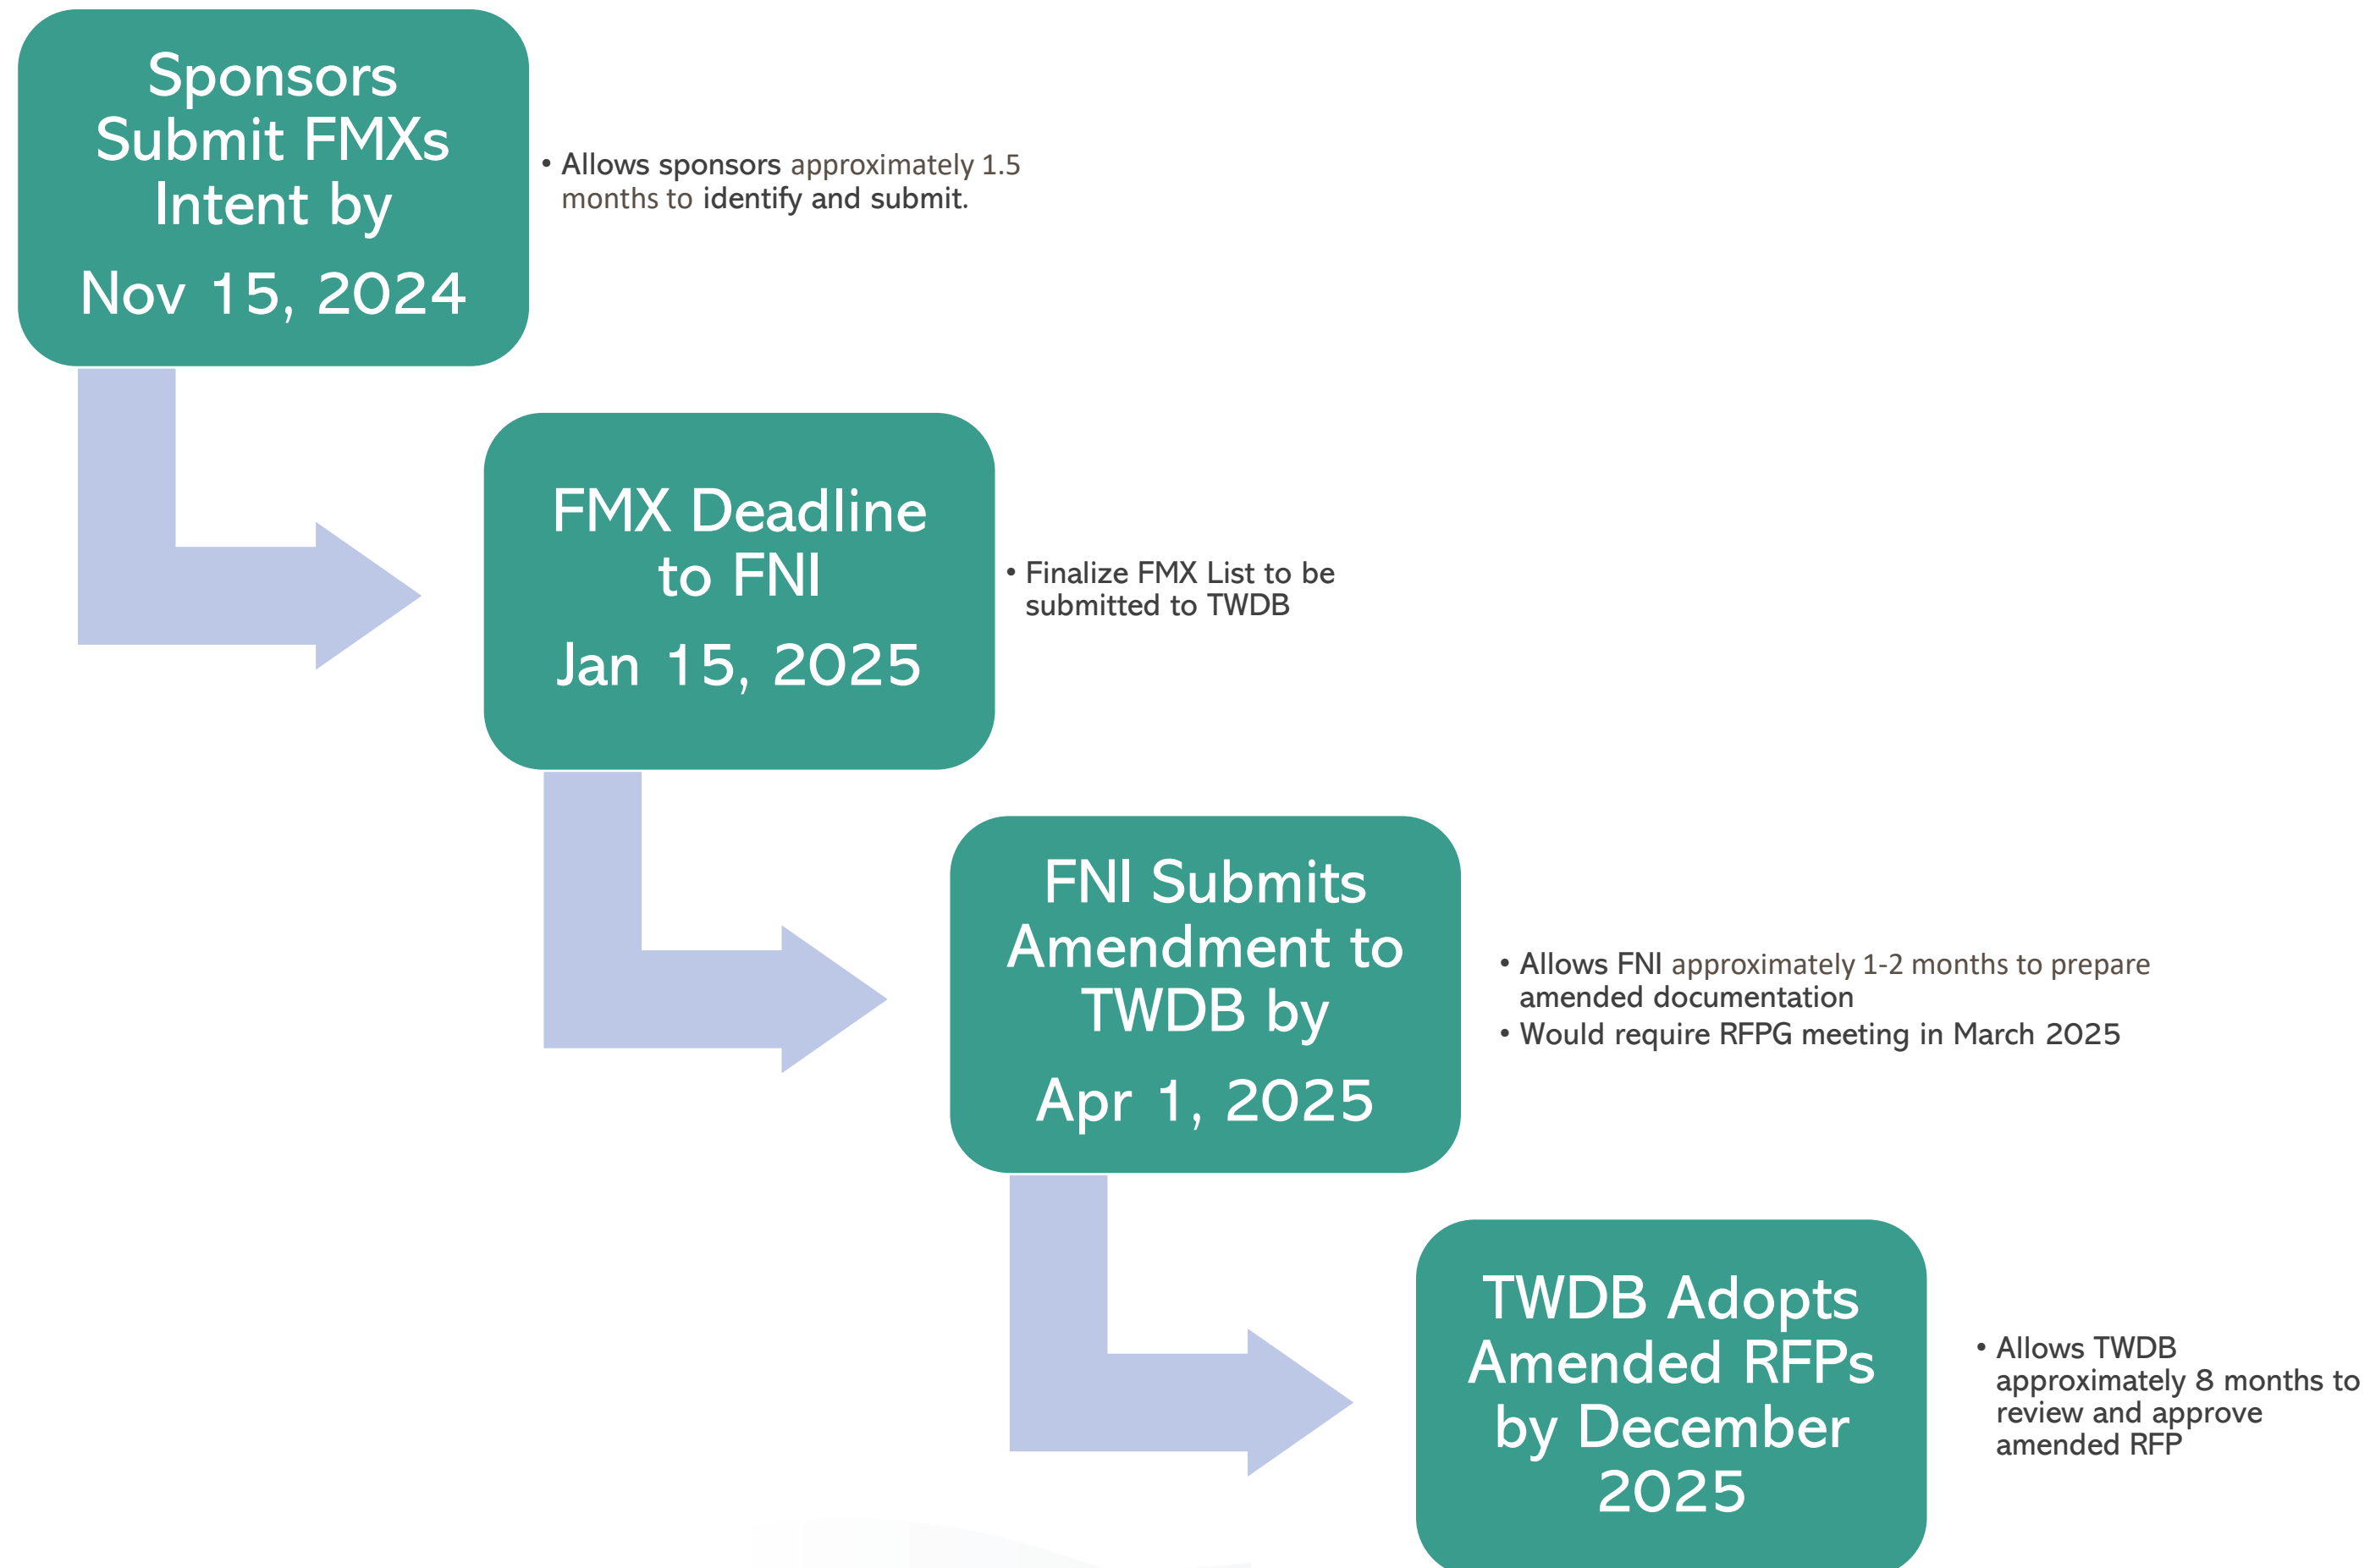 Sponsors
Submit FMXs
Intent by
Nov 15, 2024
• Allows sponsors approximately 1.5
months to identify and submit.
FMX Deadline
to FNI
Jan 15, 2025
• Finalize FMX List to be
submitted to TWDB
FNI Submits
Amendment to
TWDB by
Apr 1, 2025
• Allows FNI approximately 1-2 months to prepare
amended documentation
• Would require RFPG meeting in March 2025
TWDB Adopts
Amended RFPs
by December
2025
• Allows TWDB
approximately 8 months to
review and approve
amended RFP